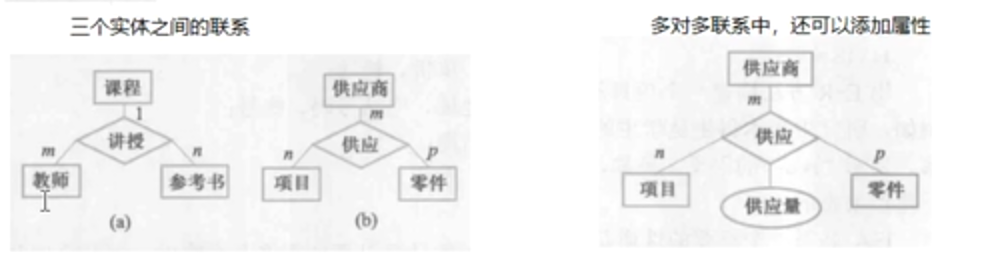 三个实体之间的联系
课程
1
讲授
m
n
教师
参考书
(a)
供应商
m
供应
n
p
项目
零件
(b)
多对多联系中，还可以添加属性
供应商
m
供应
n
p
项目
零件
供应量